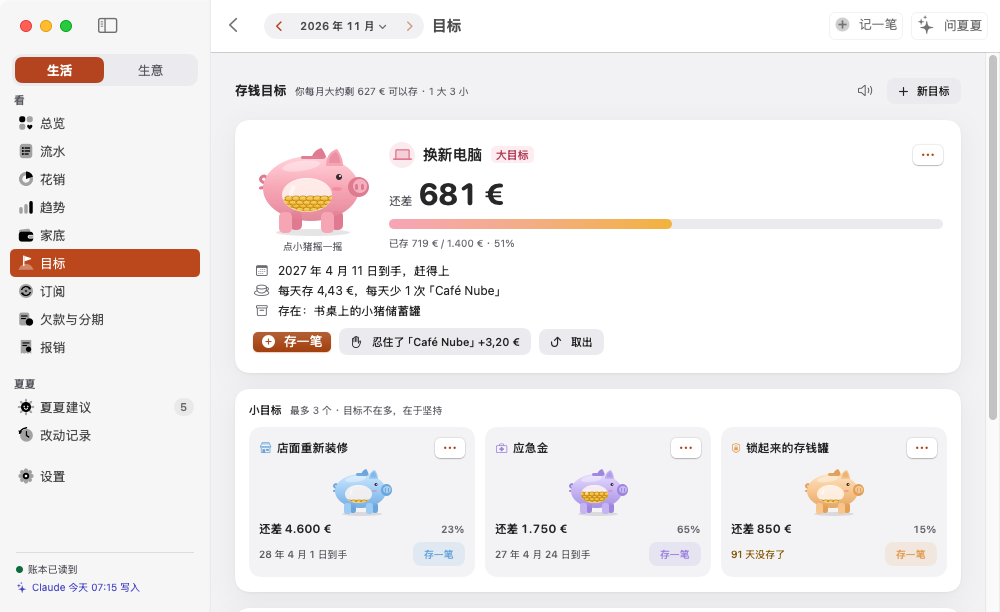 生活
生意
看
总览
流水
花销
趋势
家底
目标
订阅
欠款与分期
报销
夏夏
夏夏建议 5
改动记录
设置
账本已读到
Claude 今天 07:15 写入
2026 年 11 月
目标
记一笔
问夏夏
存钱目标 你每月大约剩 627 € 可以存 · 1 大 3 小
新目标
换新电脑 大目标
还差 681 €
已存 719 € / 1.400 € · 51%
点小猪摇一摇
2027 年 4 月 11 日到手，赶得上
每天存 4,43 €，每天少 1 次「Café Nube」
存在：书桌上的小猪储蓄罐
存一笔
忍住了「Café Nube」+3,20 €
取出
小目标 最多 3 个 · 目标不在多，在于坚持
店面重新装修
还差 4.600 € 23%
28 年 4 月 1 日到手 存一笔
应急金
还差 1.750 € 65%
27 年 4 月 24 日到手 存一笔
锁起来的存钱罐
还差 850 € 15%
91 天没存了 存一笔